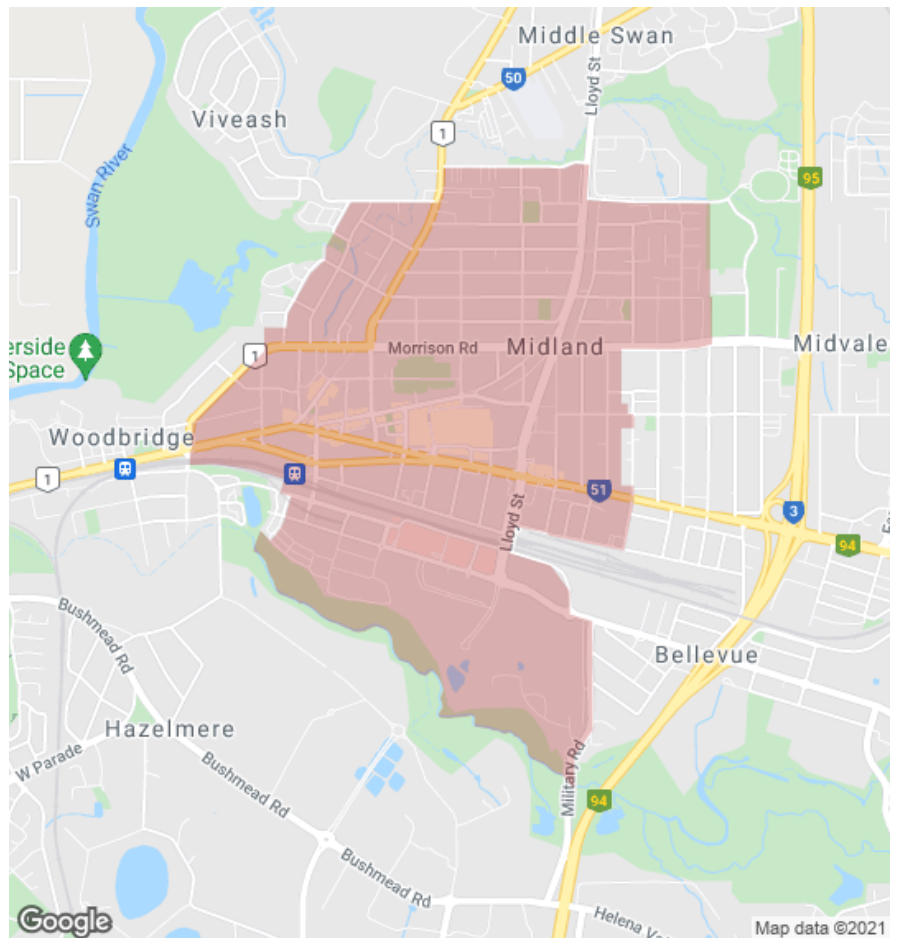 Middle Swan
50
Lloyd St
Viveash
1
95
Swan River
erside
Space
1
Morrison Rd
Midland
Midvale
Woodbridge
1
51
3
94
Lloyd St
Bushmead Rd
Bellevue
Hazelmere
W Parade
Bushmead Rd
Military Rd
94
Bushmead Rd
Helena
Google
Map data ©2021